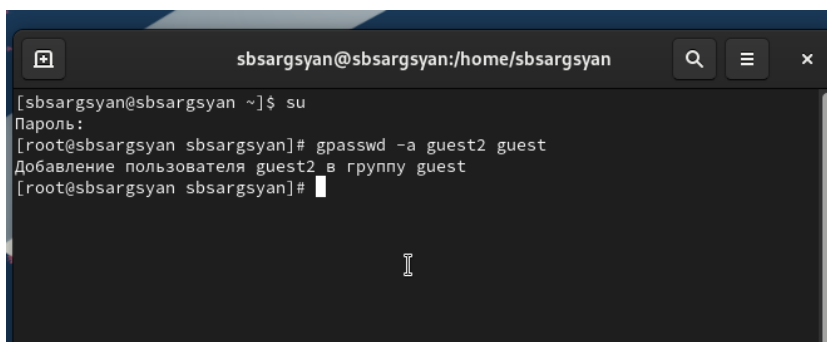 sbsargsyan@sbsargsyan:/home/sbsargsyan
[sbsargsyan@sbsargsyan ~]$ su
Пароль:
[root@sbsargsyan sbsargsyan]# gpasswd -a guest2 guest
Добавление пользователя guest2 в группу guest
[root@sbsargsyan sbsargsyan]#